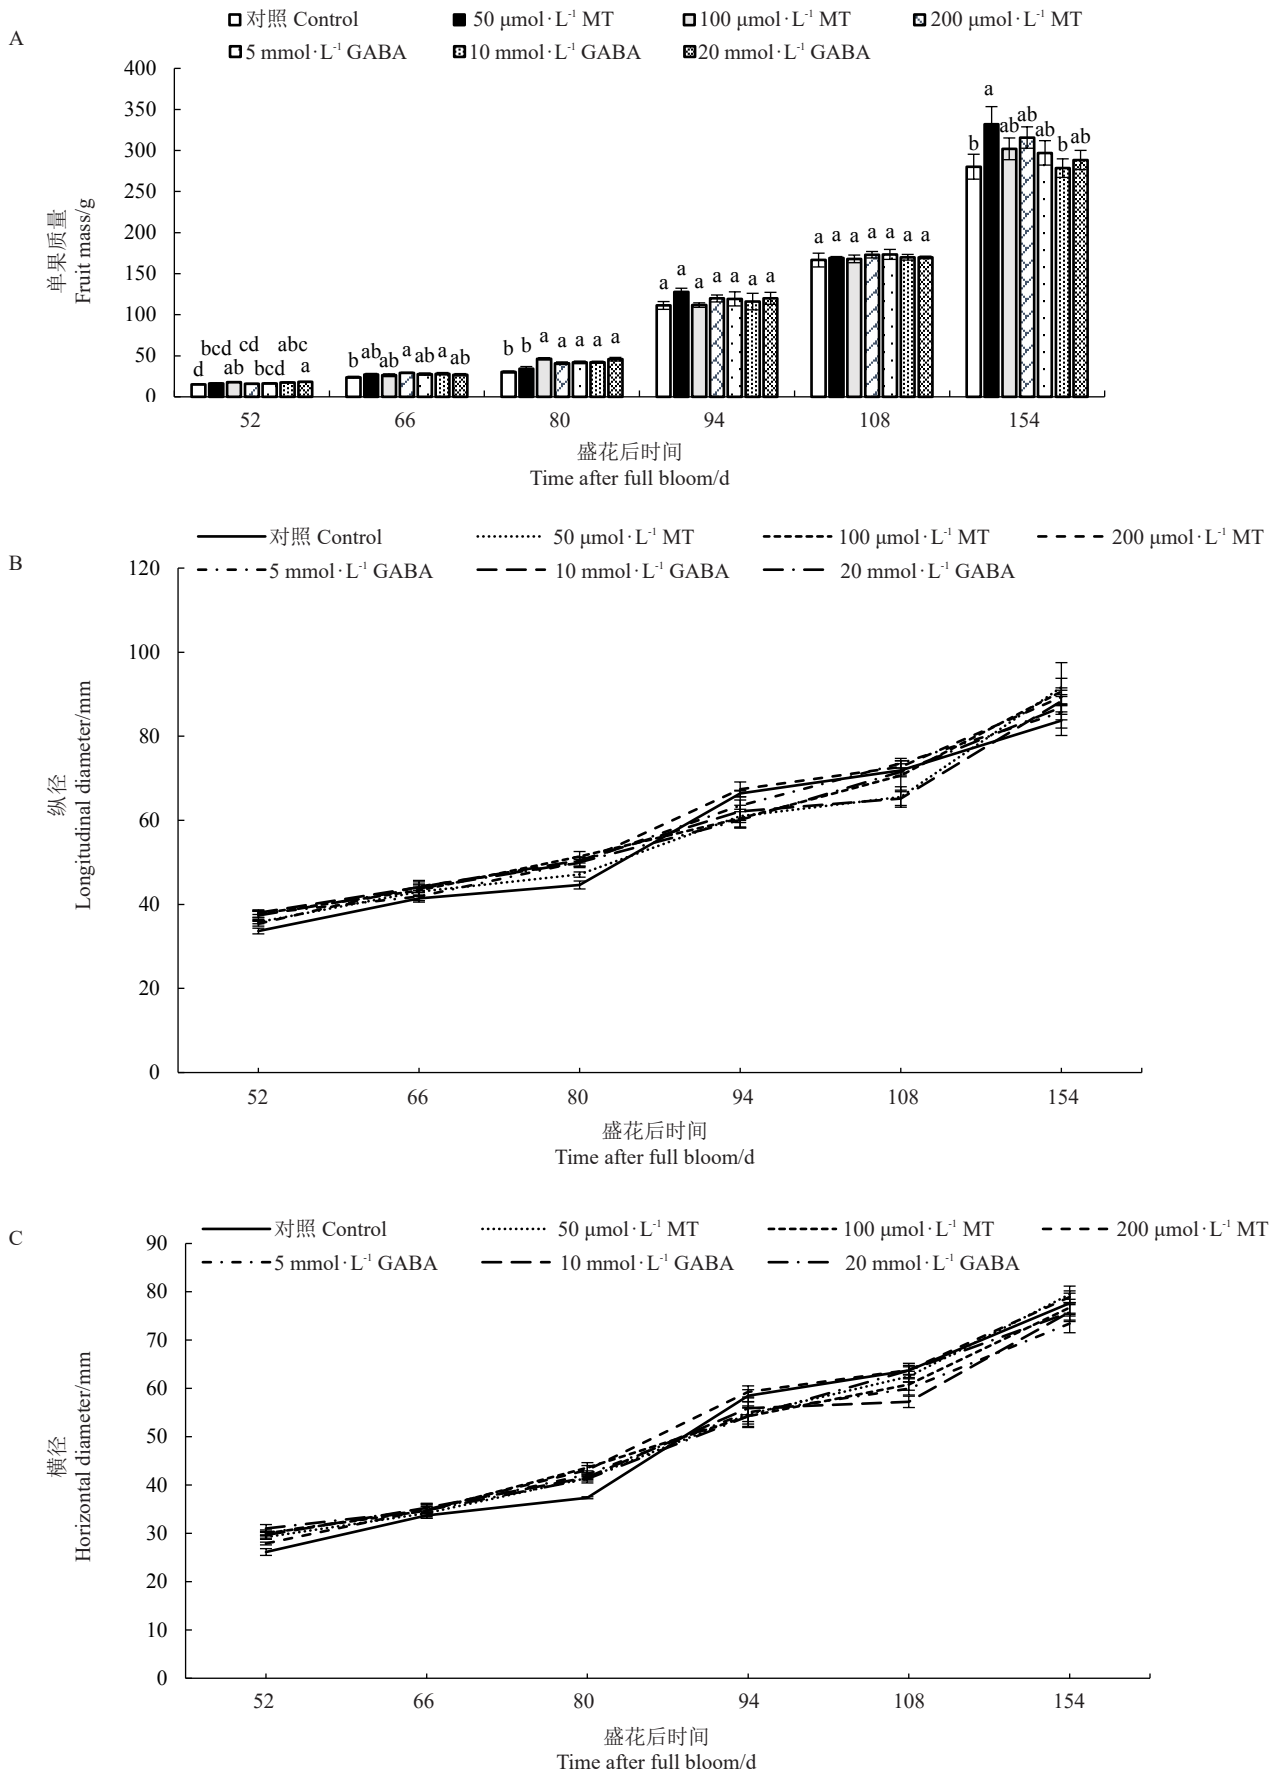 A
对照 Control 50 μmol·L⁻¹ MT 100 μmol·L⁻¹ MT 200 μmol·L⁻¹ MT
5 mmol·L⁻¹ GABA 10 mmol·L⁻¹ GABA 20 mmol·L⁻¹ GABA
400
350
300
250
200
150
100
50
0
单果质量
Fruit mass/g
d bcd ab cd bcd abc a
b ab ab a ab a ab
b b a a a a a
a a a a a a a
a a a a a a a
b a ab ab ab b ab
52 66 80 94 108 154
盛花后时间
Time after full bloom/d
B
对照 Control 50 μmol·L⁻¹ MT 100 μmol·L⁻¹ MT 200 μmol·L⁻¹ MT
5 mmol·L⁻¹ GABA 10 mmol·L⁻¹ GABA 20 mmol·L⁻¹ GABA
120
100
80
60
40
20
0
纵径
Longitudinal diameter/mm
52 66 80 94 108 154
盛花后时间
Time after full bloom/d
C
对照 Control 50 μmol·L⁻¹ MT 100 μmol·L⁻¹ MT 200 μmol·L⁻¹ MT
5 mmol·L⁻¹ GABA 10 mmol·L⁻¹ GABA 20 mmol·L⁻¹ GABA
90
80
70
60
50
40
30
20
10
0
横径
Horizontal diameter/mm
52 66 80 94 108 154
盛花后时间
Time after full bloom/d